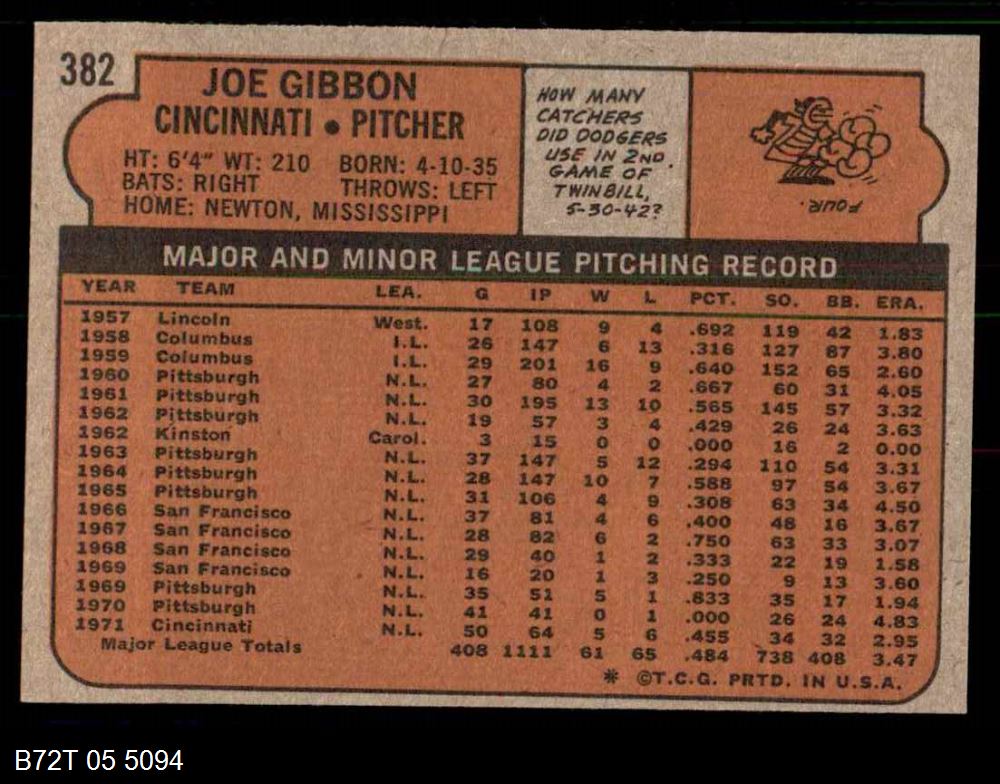 382
JOE GIBBON
CINCINNATI • PITCHER
HT: 6'4" WT: 210 BORN: 4-10-35
BATS: RIGHT THROWS: LEFT
HOME: NEWTON, MISSISSIPPI
HOW MANY
CATCHERS
DID DODGERS
USE IN 2ND.
GAME OF
TWINBILL,
5-30-42?
FOUR.
MAJOR AND MINOR LEAGUE PITCHING RECORD
YEAR TEAM LEA. G IP W L PCT. SO. BB. ERA.
1957 Lincoln West. 17 108 9 4 .692 119 42 1.83
1958 Columbus I.L. 26 147 6 13 .316 127 87 3.80
1959 Columbus I.L. 29 201 16 9 .640 152 65 2.60
1960 Pittsburgh N.L. 27 80 4 2 .667 60 31 4.05
1961 Pittsburgh N.L. 30 195 13 10 .565 145 57 3.32
1962 Pittsburgh N.L. 19 57 3 4 .429 26 24 3.63
1962 Kinston Carol. 3 15 0 0 .000 16 2 0.00
1963 Pittsburgh N.L. 37 147 5 12 .294 110 54 3.31
1964 Pittsburgh N.L. 28 147 10 7 .588 97 54 3.67
1965 Pittsburgh N.L. 31 106 4 9 .308 63 34 4.50
1966 San Francisco N.L. 37 81 4 6 .400 48 16 3.67
1967 San Francisco N.L. 28 82 6 2 .750 63 33 3.07
1968 San Francisco N.L. 29 40 1 2 .333 22 19 1.58
1969 San Francisco N.L. 16 20 1 3 .250 9 13 3.60
1969 Pittsburgh N.L. 35 51 5 1 .833 35 17 1.94
1970 Pittsburgh N.L. 41 41 0 1 .000 26 24 4.83
1971 Cincinnati N.L. 50 64 5 6 .455 34 32 2.95
Major League Totals 408 1111 61 65 .484 738 408 3.47
* ©T.C.G. PRTD. IN U.S.A.
B72T 05 5094